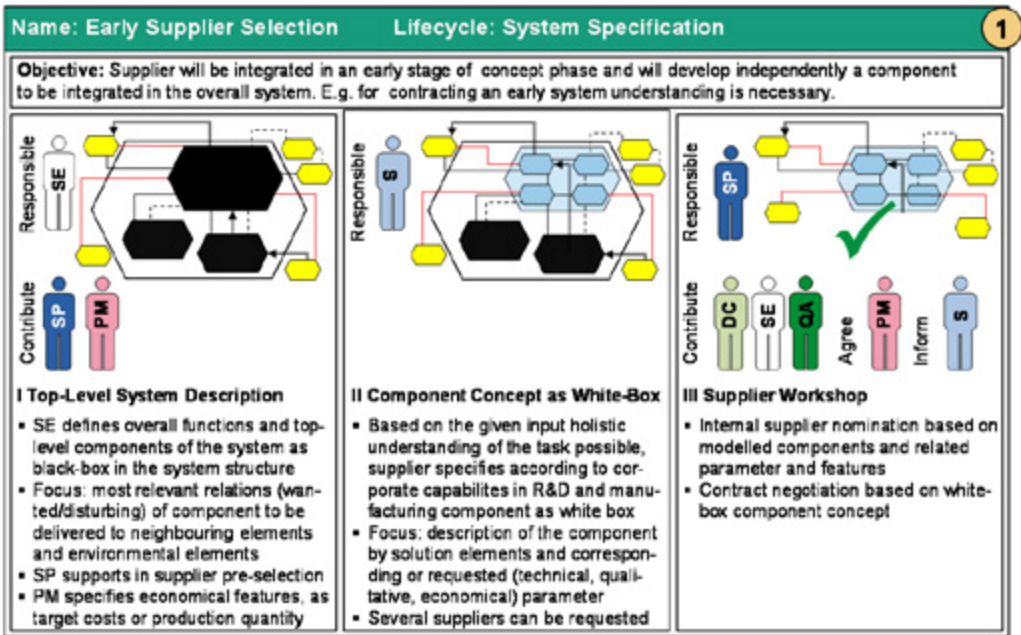 Name: Early Supplier Selection Lifecycle: System Specification
1
Objective: Supplier will be integrated in an early stage of concept phase and will develop independently a component
to be integrated in the overall system. E.g. for contracting an early system understanding is necessary.
Responsible
SE
Contribute
SP
PM
I Top-Level System Description
▪ SE defines overall functions and top-
level components of the system as
black-box in the system structure
▪ Focus: most relevant relations (wan-
ted/disturbing) of component to be
delivered to neighbouring elements
and environmental elements
▪ SP supports in supplier pre-selection
▪ PM specifies economical features, as
target costs or production quantity
Responsible
S
II Component Concept as White-Box
▪ Based on the given input holistic
understanding of the task possible,
supplier specifies according to cor-
porate capabilites in R&D and manu-
facturing component as white box
▪ Focus: description of the component
by solution elements and correspon-
ding or requested (technical, quali-
tative, economical) parameter
▪ Several suppliers can be requested
Responsible
SP
Contribute
DC
SE
QA
Agree
PM
Inform
S
III Supplier Workshop
▪ Internal supplier nomination based on
modelled components and related
parameter and features
▪ Contract negotiation based on white-
box component concept